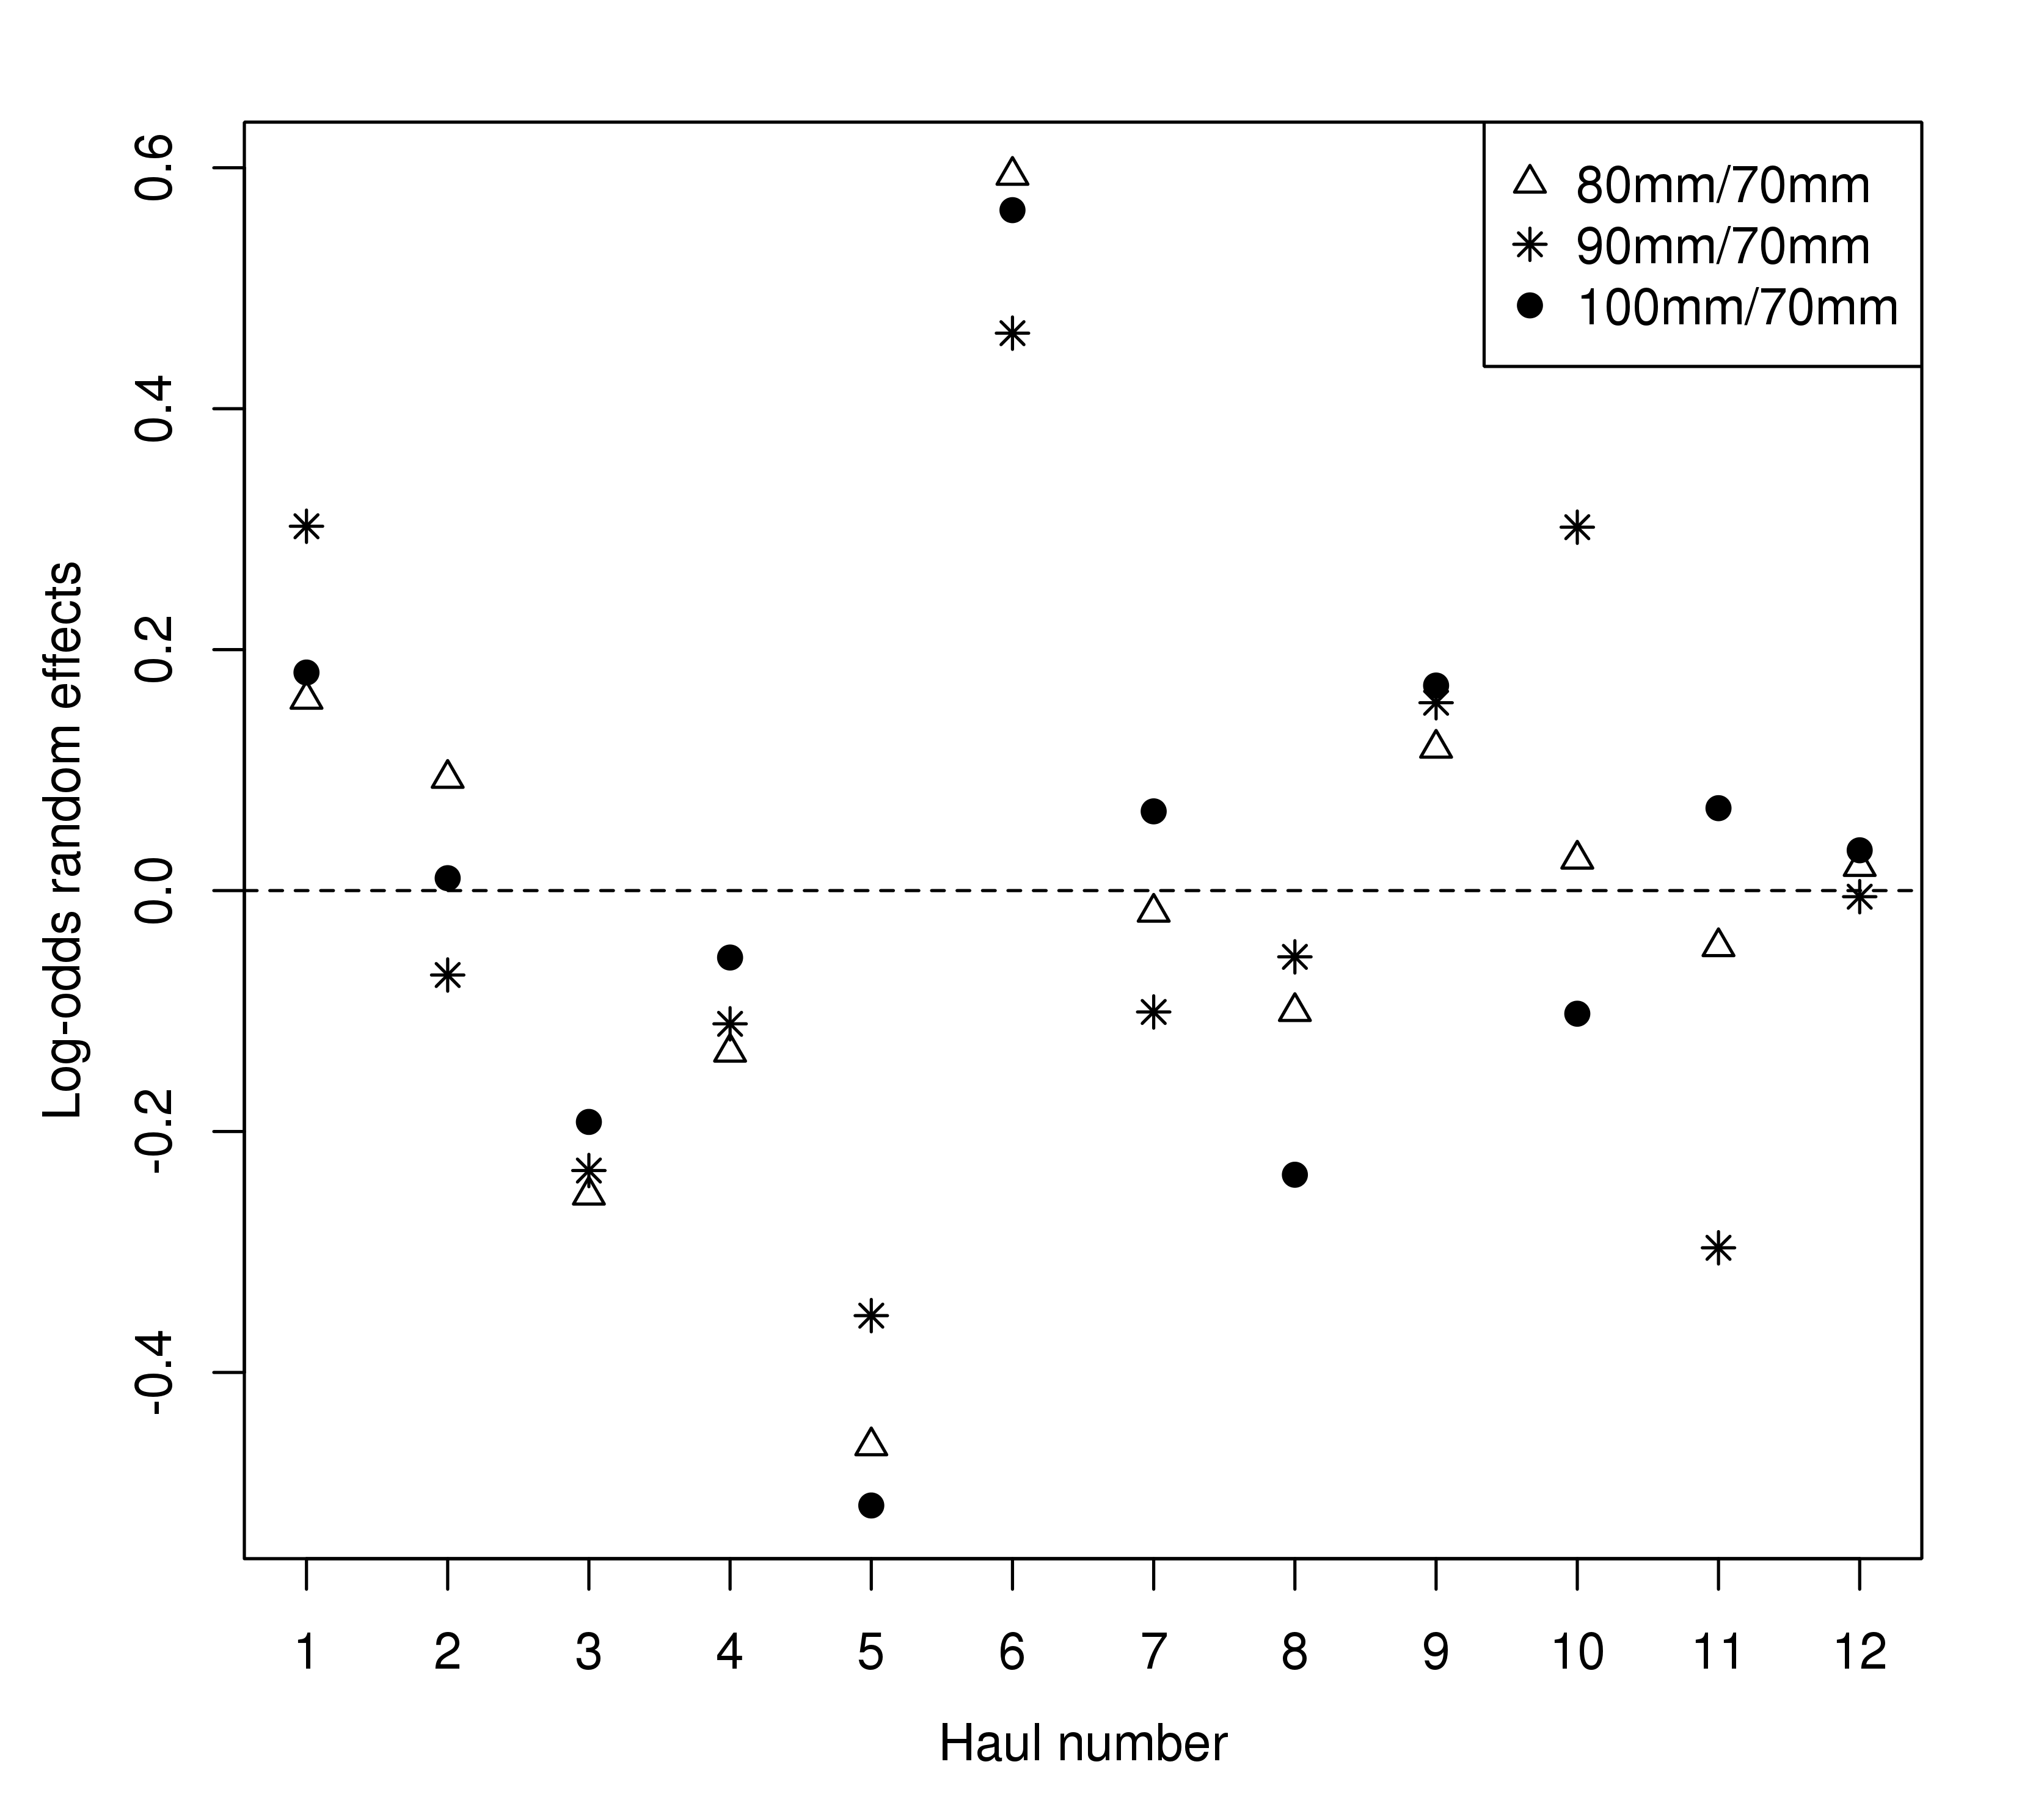 80mm/70mm
90mm/70mm
100mm/70mm
Log-odds random effects
0.6
0.4
0.2
0.0
-0.2
-0.4
1 2 3 4 5 6 7 8 9 10 11 12
Haul number